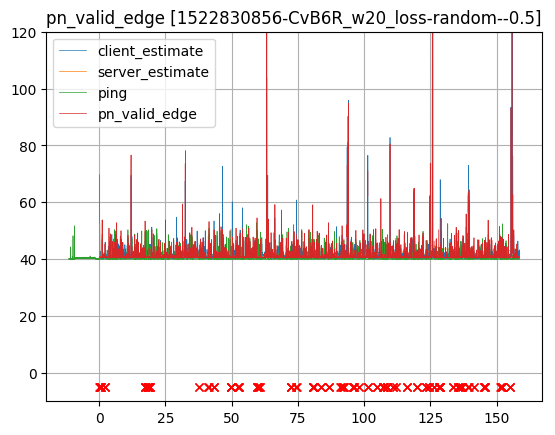 pn_valid_edge [1522830856-CvB6R_w20_loss-random--0.5]
client_estimate
server_estimate
ping
pn_valid_edge
120
100
80
60
40
20
0
0 25 50 75 100 125 150